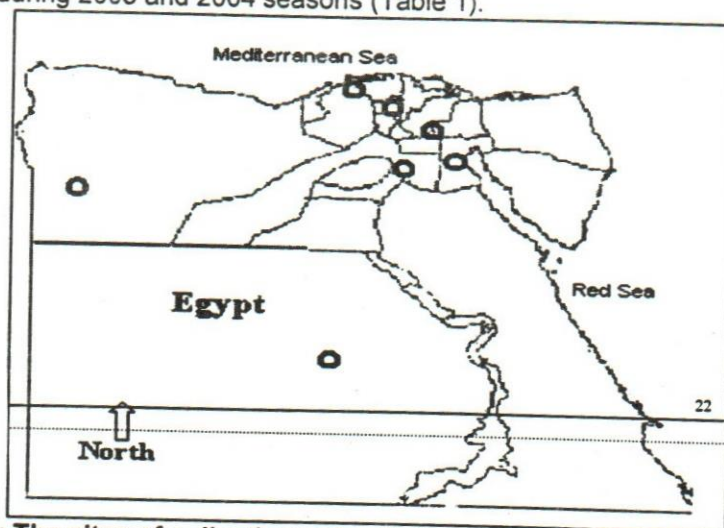 during 2003 and 2004 seasons (Table 1).
Mediterranean Sea
Red Sea
Egypt
22
North